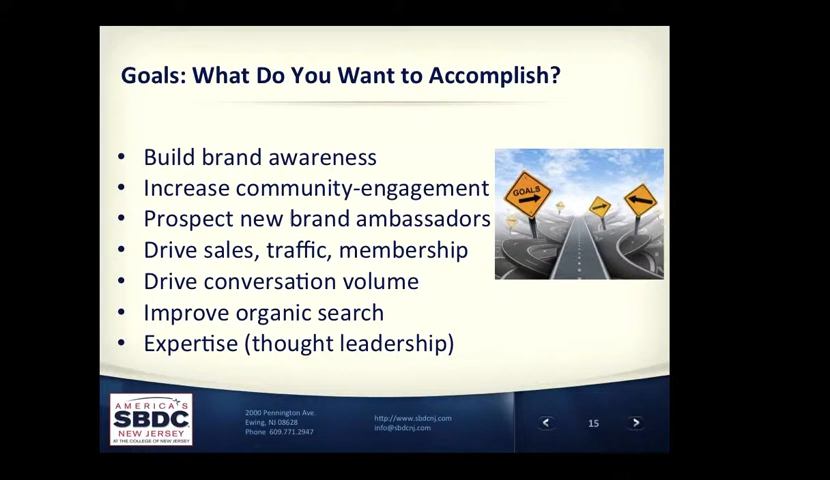 Goals: What Do You Want to Accomplish?
• Build brand awareness
• Increase community-engagement
• Prospect new brand ambassadors
• Drive sales, traffic, membership
• Drive conversation volume
• Improve organic search
• Expertise (thought leadership)
GOALS
AMERICA'S
SBDC
NEW JERSEY
AT THE COLLEGE OF NEW JERSEY
2000 Pennington Ave.
Ewing, NJ 08628
Phone 609.771.2947
http://www.sbdcnj.com
info@sbdcnj.com
15